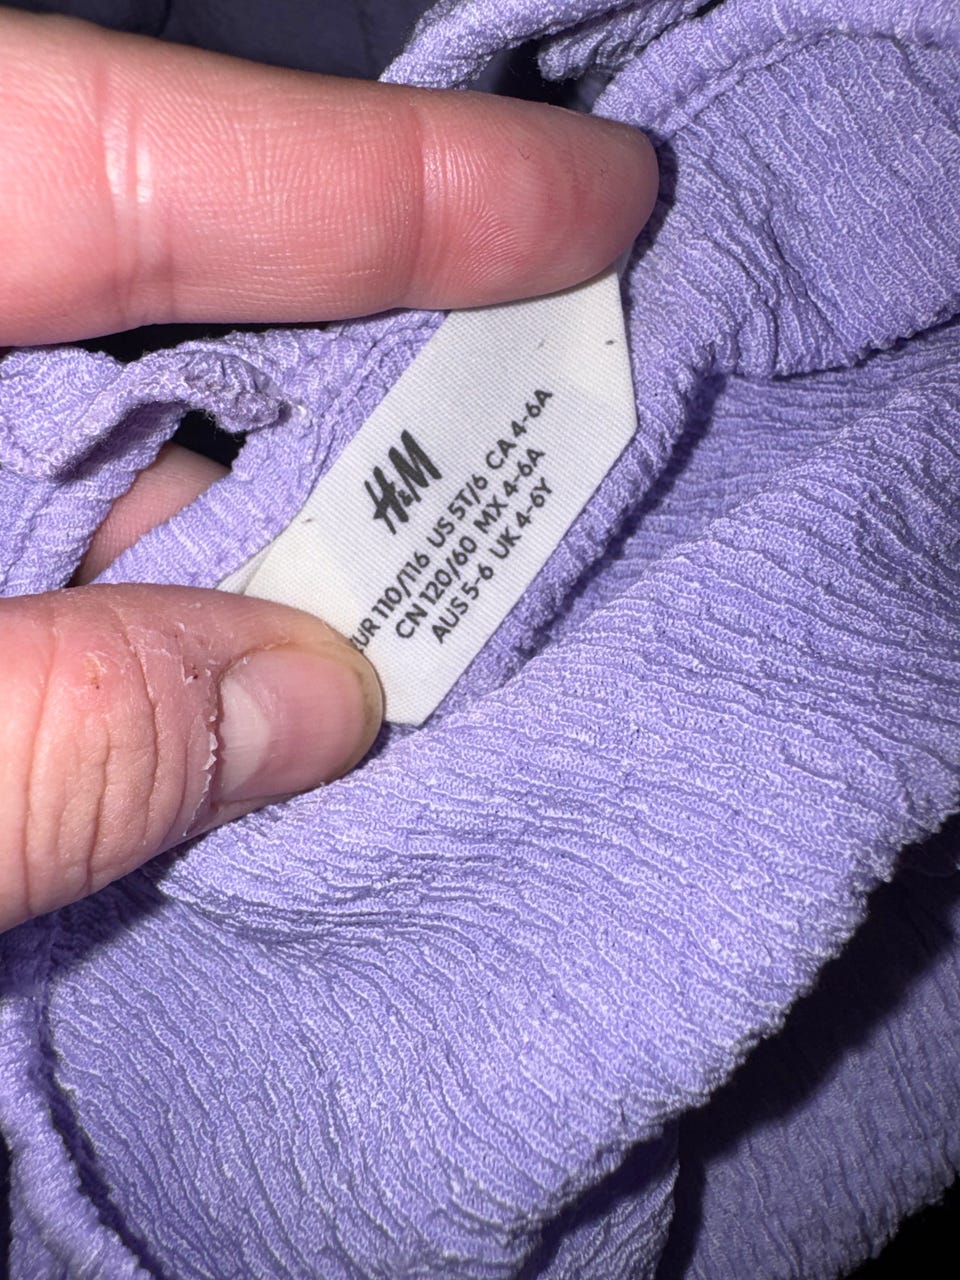 H&M
EUR 110/116 US 5T/6 CA 4-6A
CN 120/60 MX 4-6A
AUS 5-6 UK 4-6Y